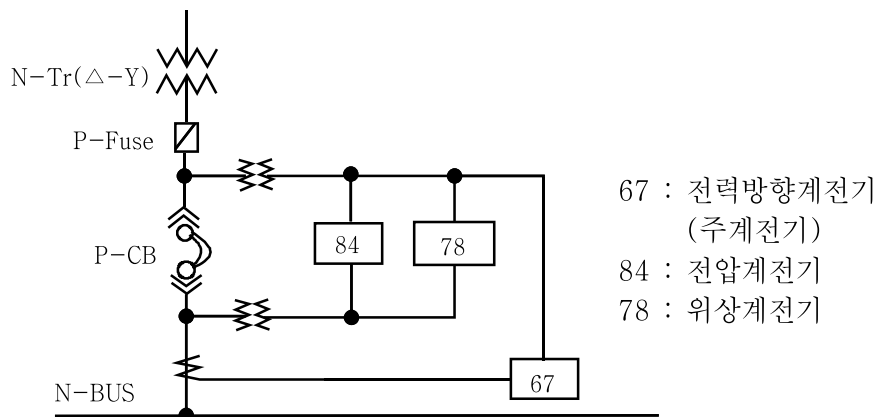 N-Tr(△-Y)
P-Fuse
P-CB
N-BUS
84
78
67
67 : 전력방향계전기
(주계전기)
84 : 전압계전기
78 : 위상계전기